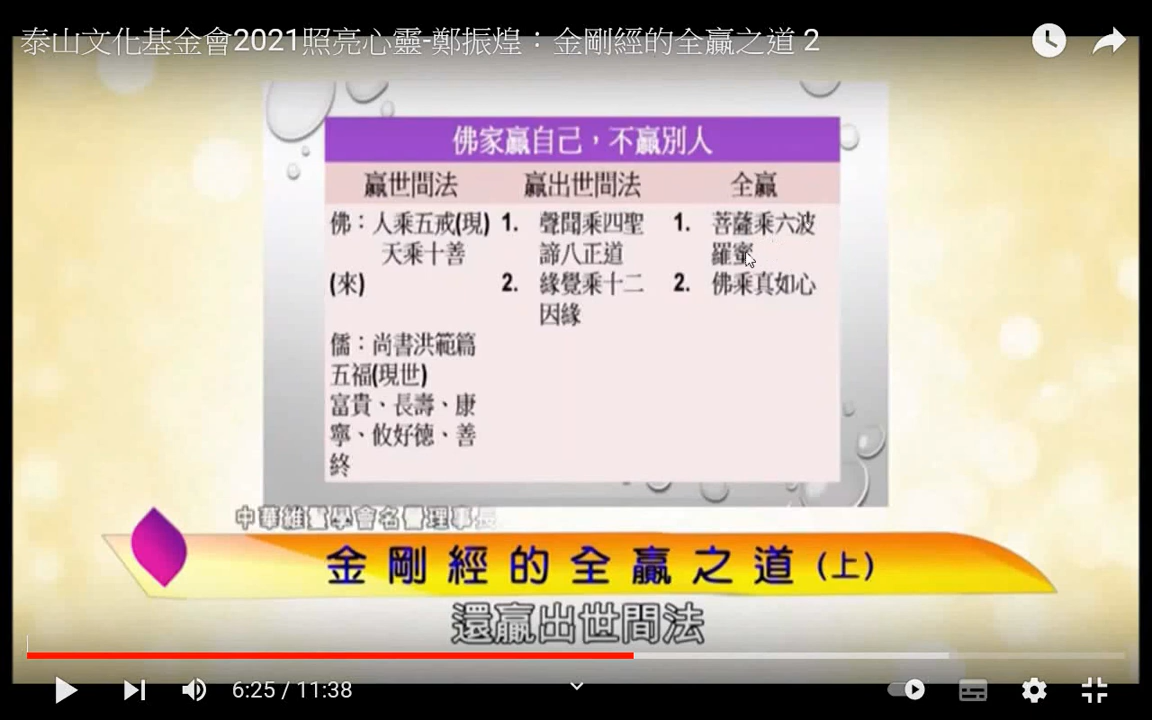 泰山文化基金會2021照亮心靈-鄭振煌：金剛經的全贏之道 2
佛家贏自己，不贏別人
贏世間法 贏出世間法 全贏
佛：人乘五戒(現)
天乘十善
(來)
儒：尚書洪範篇
五福(現世)
富貴、長壽、康
寧、攸好德、善
終
1. 聲聞乘四聖
諦八正道
2. 緣覺乘十二
因緣
1. 菩薩乘六波
羅蜜
2. 佛乘真如心
中華維鬘學會名譽理事長
金剛經的全贏之道(上)
還贏出世間法
6:25 / 11:38